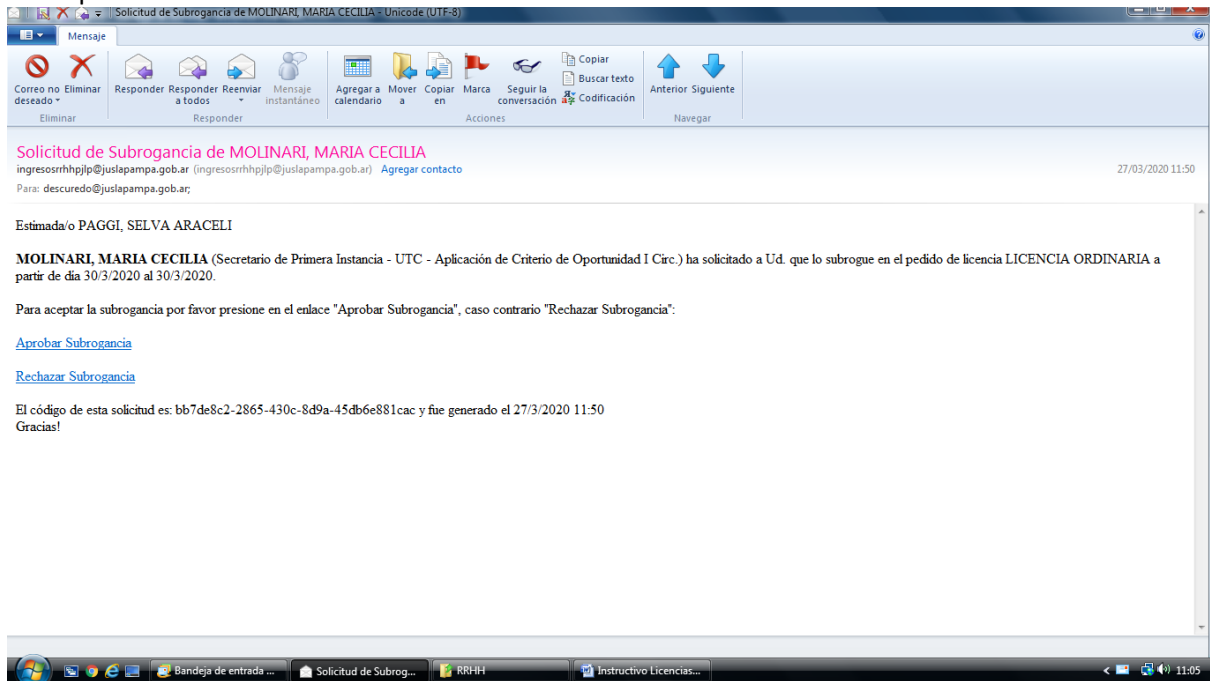 Solicitud de Subrogancia de MOLINARI, MARIA CECILIA - Unicode (UTF-8)
Mensaje
Correo no deseado
Eliminar
Responder
Responder a todos
Reenviar
Mensaje instantáneo
Agregar a calendario
Mover a
Copiar en
Marca
Seguir la conversación
Copiar
Buscar texto
Codificación
Anterior
Siguiente
Eliminar
Responder
Acciones
Navegar
Solicitud de Subrogancia de MOLINARI, MARIA CECILIA
ingresosrrhhpjlp@juslapampa.gob.ar (ingresosrrhhpjlp@juslapampa.gob.ar) Agregar contacto
27/03/2020 11:50
Para: descuredo@juslapampa.gob.ar;
Estimada/o PAGGI, SELVA ARACELI
MOLINARI, MARIA CECILIA (Secretario de Primera Instancia - UTC - Aplicación de Criterio de Oportunidad I Circ.) ha solicitado a Ud. que lo subrogue en el pedido de licencia LICENCIA ORDINARIA a
partir de dia 30/3/2020 al 30/3/2020.
Para aceptar la subrogancia por favor presione en el enlace "Aprobar Subrogancia", caso contrario "Rechazar Subrogancia":
Aprobar Subrogancia
Rechazar Subrogancia
El código de esta solicitud es: bb7de8c2-2865-430c-8d9a-45db6e881cac y fue generado el 27/3/2020 11:50
Gracias!
Bandeja de entrada ...
Solicitud de Subrog...
RRHH
Instructivo Licencias...
11:05